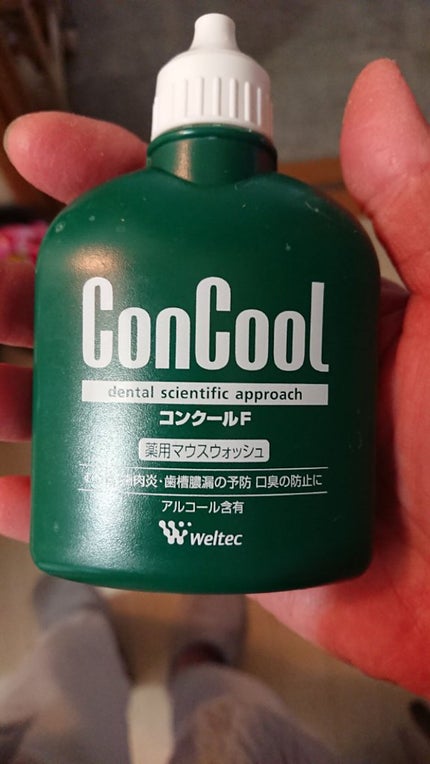 ConCool
dental scientific approach
コンクールF
薬用マウスウォッシュ
肉炎・歯槽膿漏の予防 口臭の防止に
アルコール含有
weltec